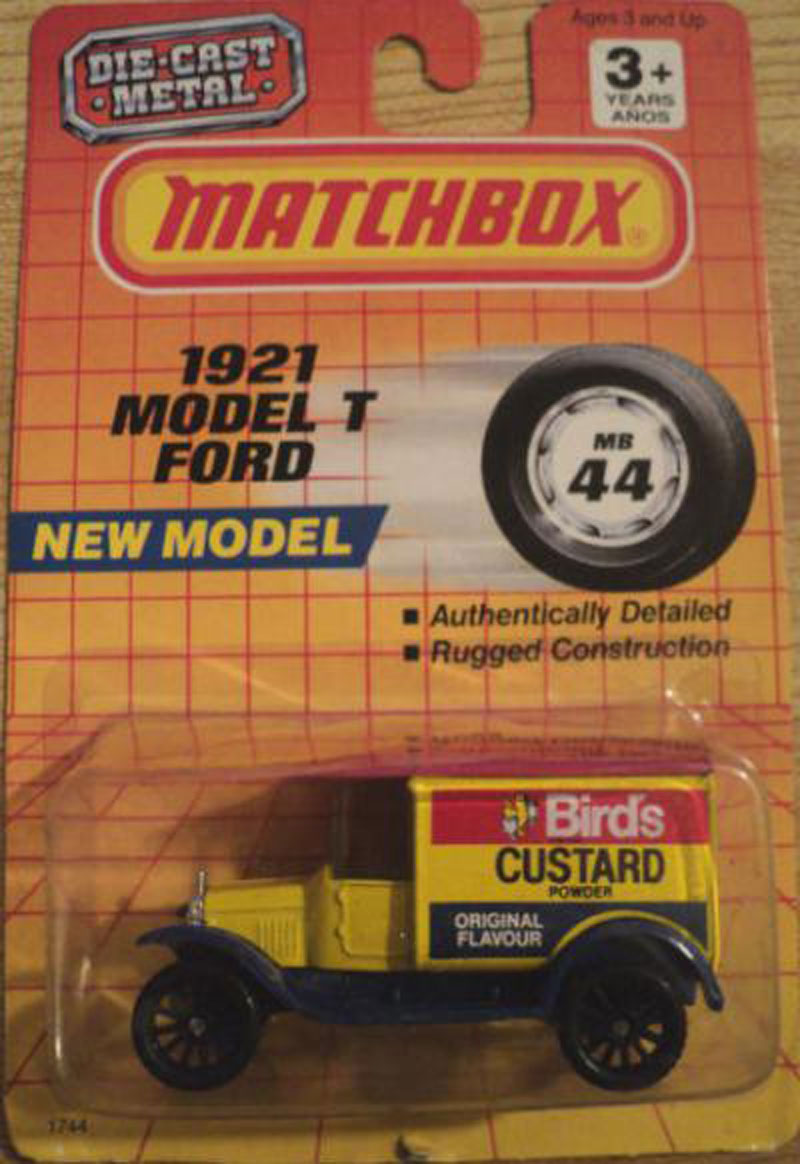 Ages 3 and Up
DIE-CAST
·METAL·
3+
YEARS
AÑOS
MATCHBOX®
1921
MODEL T
FORD
MB
44
NEW MODEL
■ Authentically Detailed
■ Rugged Construction
Bird's
CUSTARD
POWDER
ORIGINAL
FLAVOUR
1744